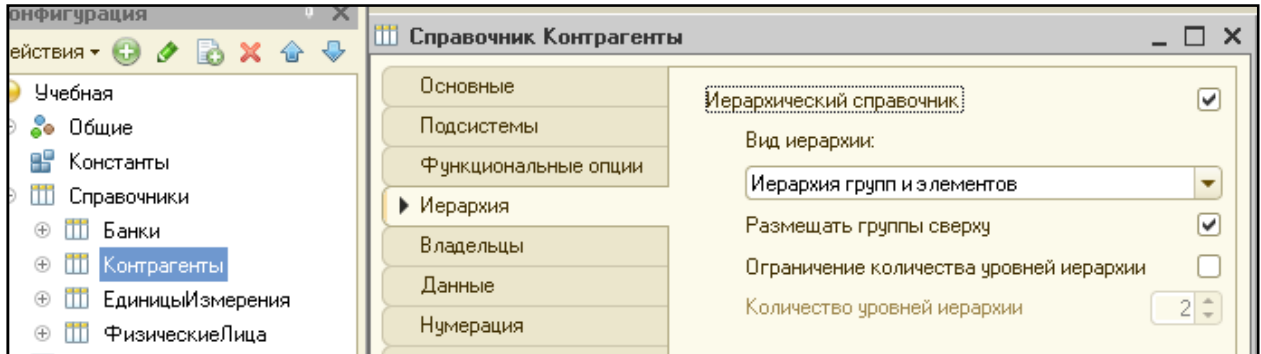 онфигурация
ействия
Учебная
Общие
Константы
Справочники
Банки
Контрагенты
ЕдиницыИзмерения
ФизическиеЛица
Справочник Контрагенты
Основные
Подсистемы
Функциональные опции
Иерархия
Владельцы
Данные
Нумерация
Иерархический справочник
Вид иерархии:
Иерархия групп и элементов
Размещать группы сверху
Ограничение количества уровней иерархии
Количество уровней иерархии 2